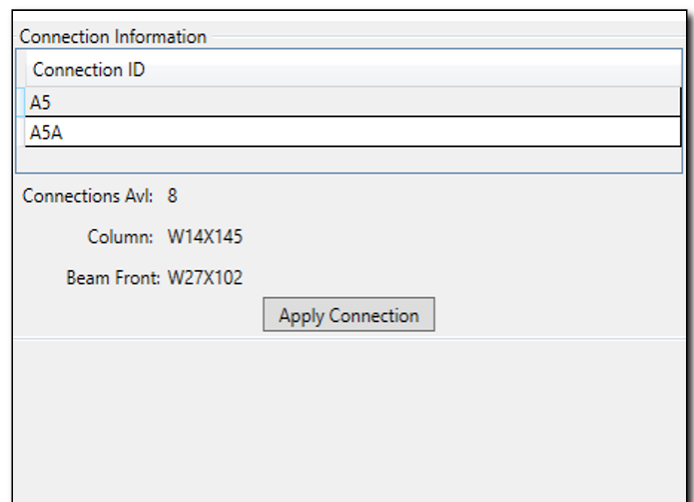 Connection Information
Connection ID
A5
A5A
Connections Avl: 8
Column: W14X145
Beam Front: W27X102
Apply Connection